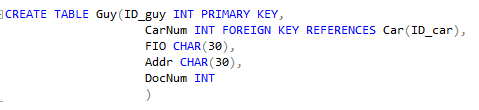 CREATE TABLE Guy(ID_guy INT PRIMARY KEY,
CarNum INT FOREIGN KEY REFERENCES Car(ID_car),
FIO CHAR(30),
Addr CHAR(30),
DocNum INT
)